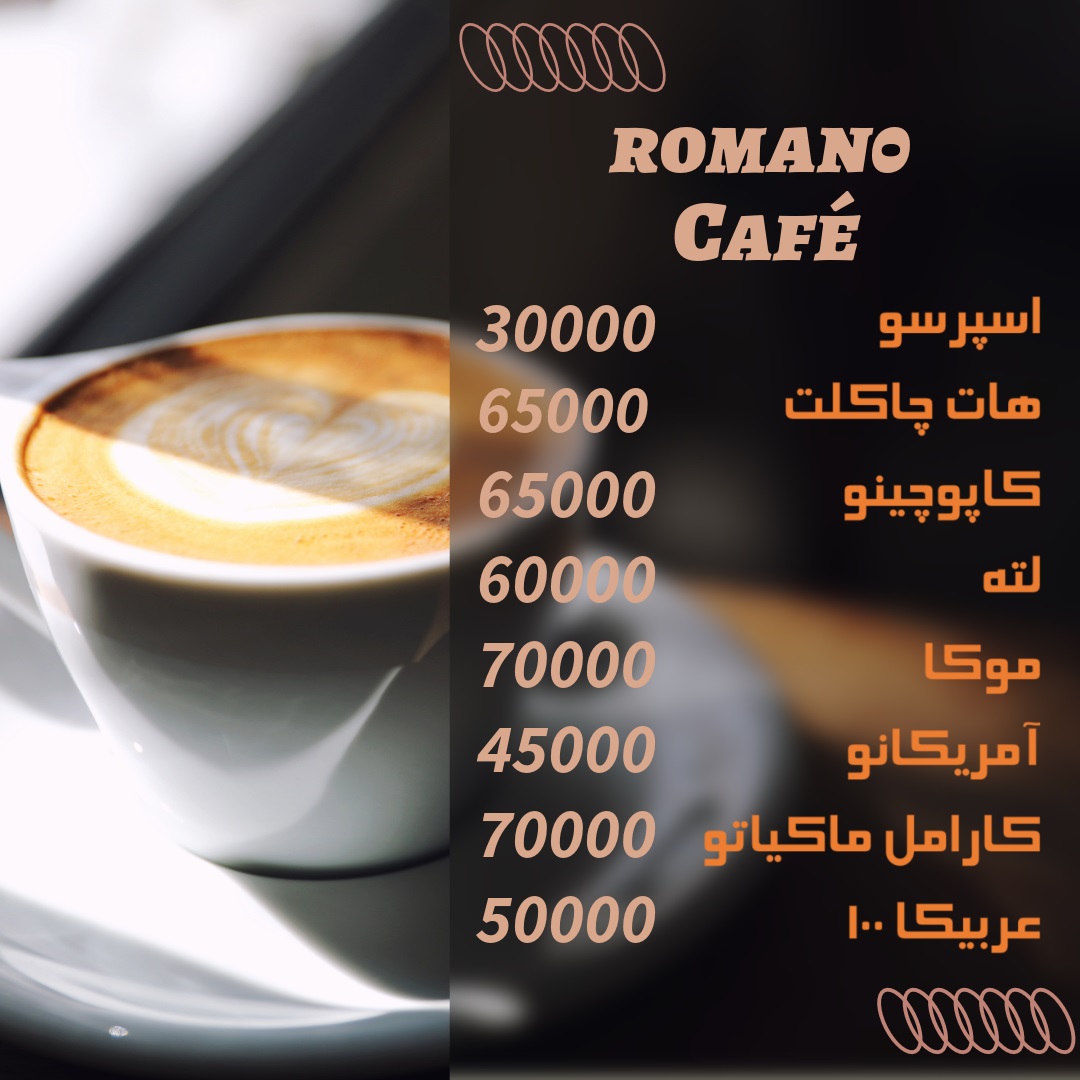 ROMANO
CAFÉ
اسپرسو 30000
هات چاکلت 65000
کاپوچینو 65000
لته 60000
موکا 70000
آمریکانو 45000
کارامل ماکیاتو 70000
عربیکا ۱۰۰ 50000